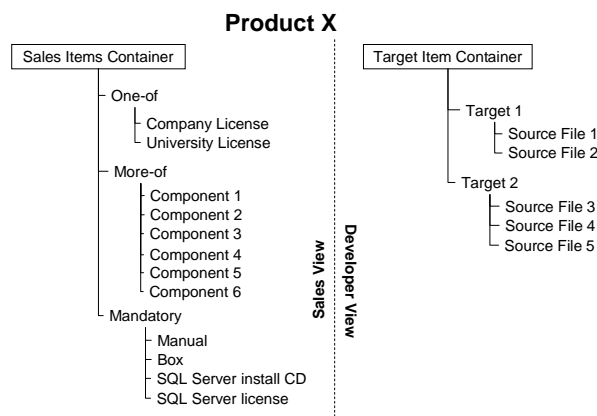 Product X
Sales Items Container
One-of
Company License
University License
More-of
Component 1
Component 2
Component 3
Component 4
Component 5
Component 6
Mandatory
Manual
Box
SQL Server install CD
SQL Server license
Sales View
Developer View
Target Item Container
Target 1
Source File 1
Source File 2
Target 2
Source File 3
Source File 4
Source File 5